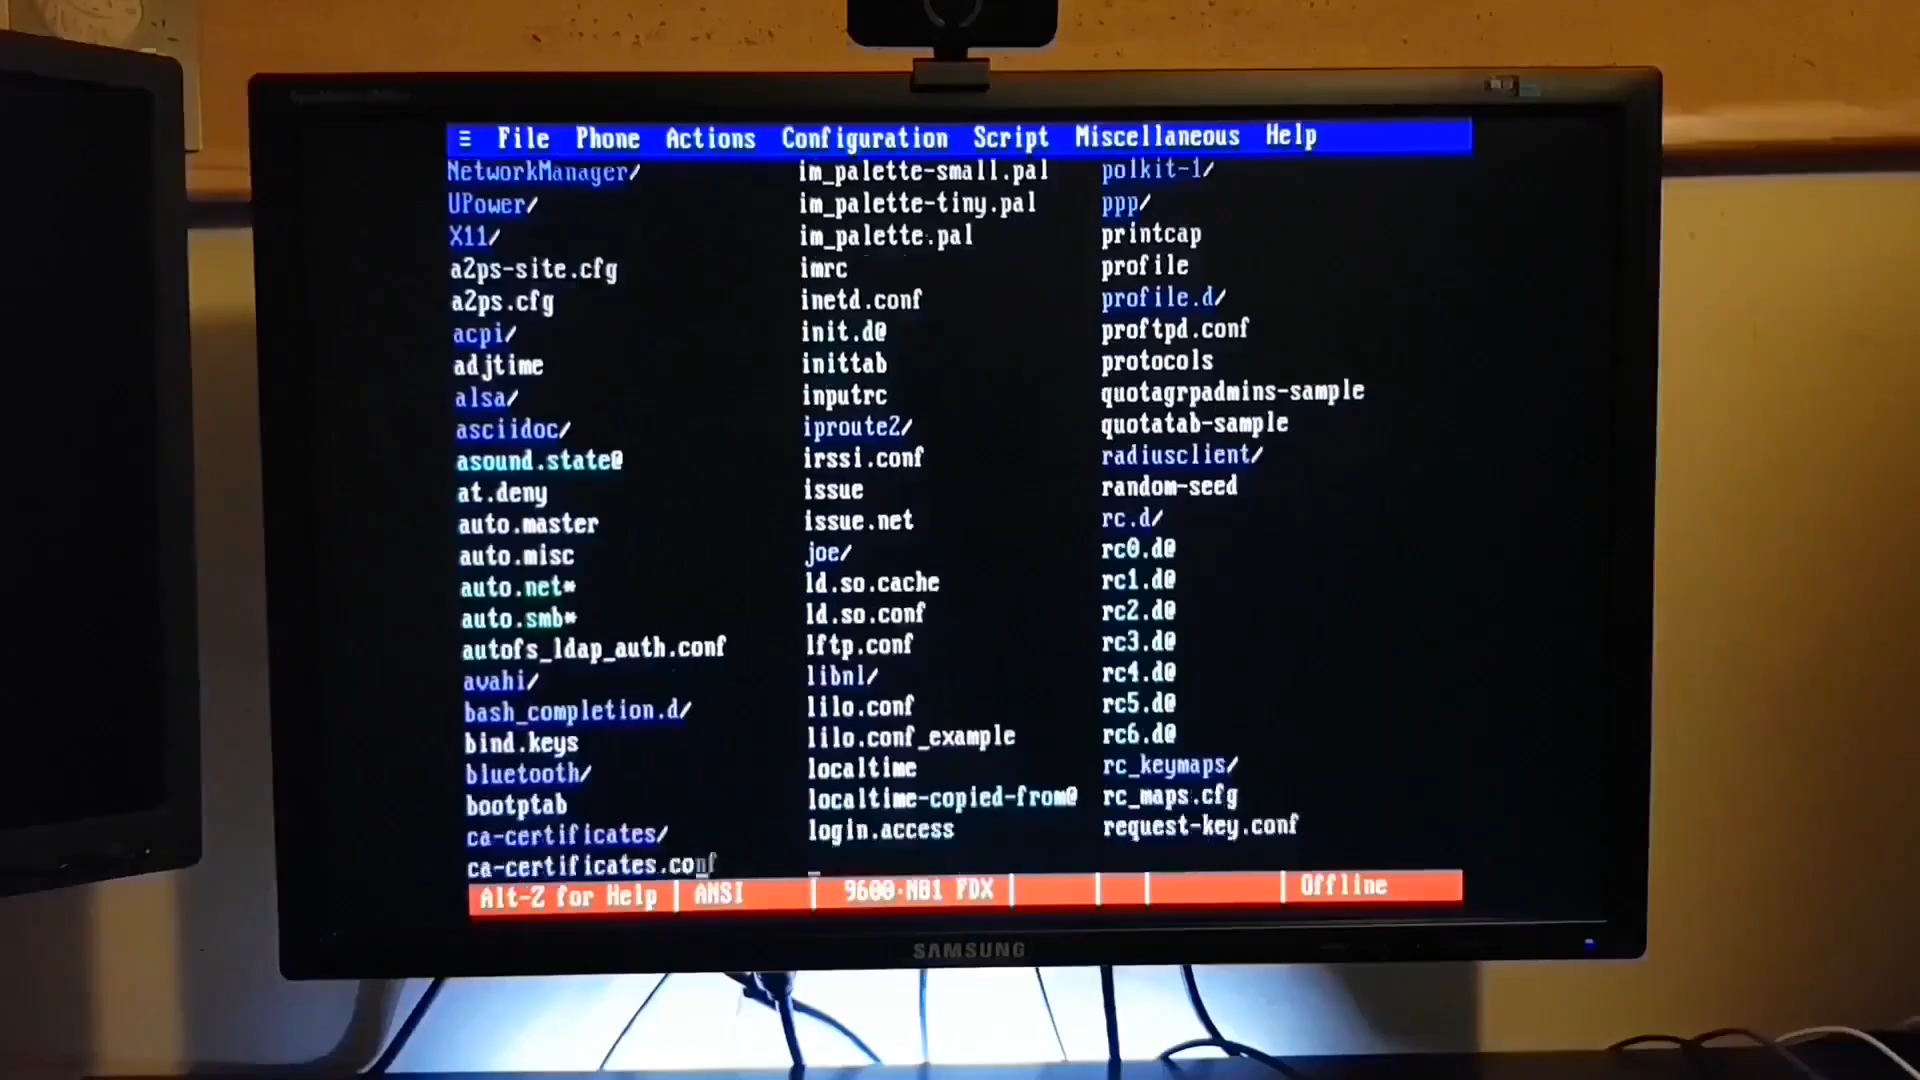 ≡ File Phone Actions Configuration Script Miscellaneous Help
NetworkManager/ im_palette-small.pal polkit-1/
UPower/ im_palette-tiny.pal ppp/
X11/ im_palette.pal printcap
a2ps-site.cfg imrc profile
a2ps.cfg inetd.conf profile.d/
acpi/ init.d@ proftpd.conf
adjtime inittab protocols
alsa/ inputrc quotagrpadmins-sample
asciidoc/ iproute2/ quotatab-sample
asound.state@ irssi.conf radiusclient/
at.deny issue random-seed
auto.master issue.net rc.d/
auto.misc joe/ rc0.d@
auto.net* ld.so.cache rc1.d@
auto.smb* ld.so.conf rc2.d@
autofs_ldap_auth.conf lftp.conf rc3.d@
avahi/ libnl/ rc4.d@
bash_completion.d/ lilo.conf rc5.d@
bind.keys lilo.conf_example rc6.d@
bluetooth/ localtime rc_keymaps/
bootptab localtime-copied-from@ rc_maps.cfg
ca-certificates/ login.access request-key.conf
ca-certificates.conf
Alt-Z for Help | ANSI | 9600·N81 FDX | | | | Offline
SAMSUNG